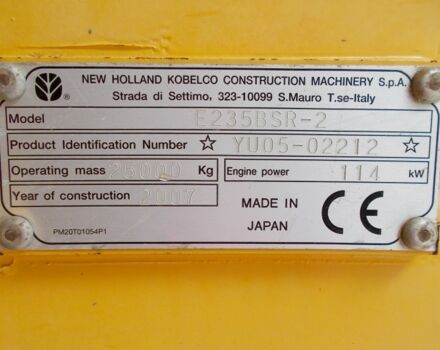 NEW HOLLAND KOBELCO CONSTRUCTION MACHINERY S.p.A.
Strada di Settimo, 323-10099 S.Mauro T.se-Italy
Model E235BSR-2
Product Identification Number ☆ YU05-02212 ☆
Operating mass 25000 Kg Engine power 114 kW
Year of construction 2007
MADE IN
JAPAN
CE
PM20T01054P1